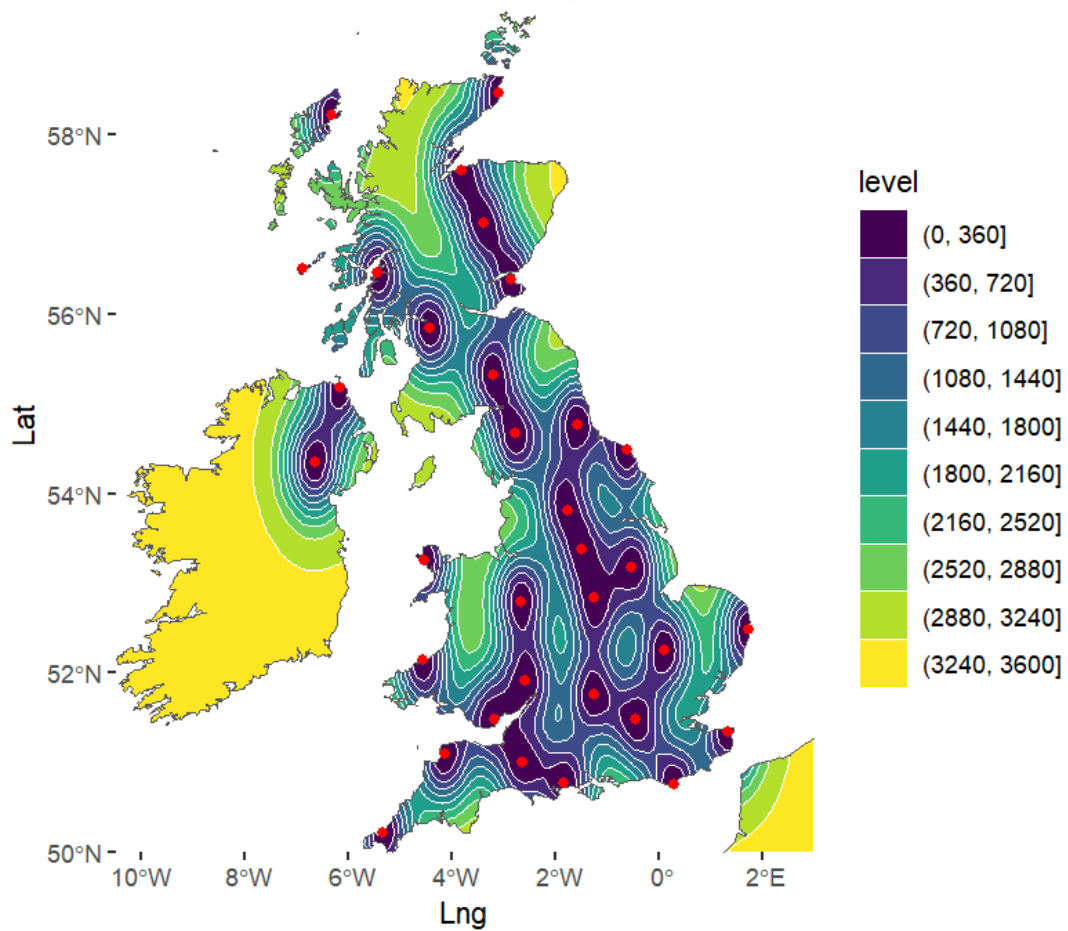 58°N
56°N
54°N
52°N
50°N
Lat
10°W 8°W 6°W 4°W 2°W 0° 2°E
Lng
level
(0, 360]
(360, 720]
(720, 1080]
(1080, 1440]
(1440, 1800]
(1800, 2160]
(2160, 2520]
(2520, 2880]
(2880, 3240]
(3240, 3600]